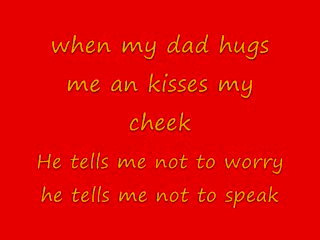 when my dad hugs
me an kisses my
cheek
He tells me not to worry
he tells me not to speak